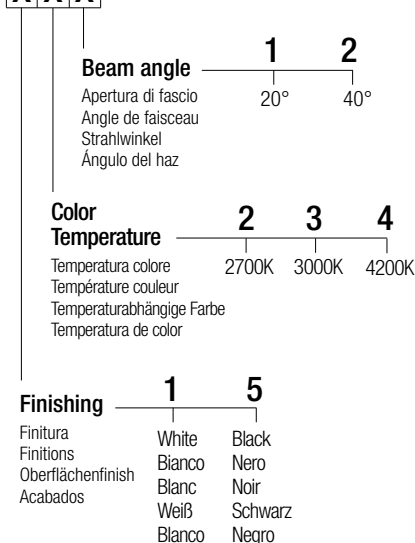 X X X
1 2
Beam angle
Apertura di fascio
Angle de faisceau
Strahlwinkel
Ángulo del haz
20° 40°
Color
Temperature
2 3 4
Temperatura colore
Température couleur
Temperaturabhängige Farbe
Temperatura de color
2700K 3000K 4200K
Finishing
1 5
Finitura
Finitions
Oberflächenfinish
Acabados
White Black
Bianco Nero
Blanc Noir
Weiß Schwarz
Blanco Negro